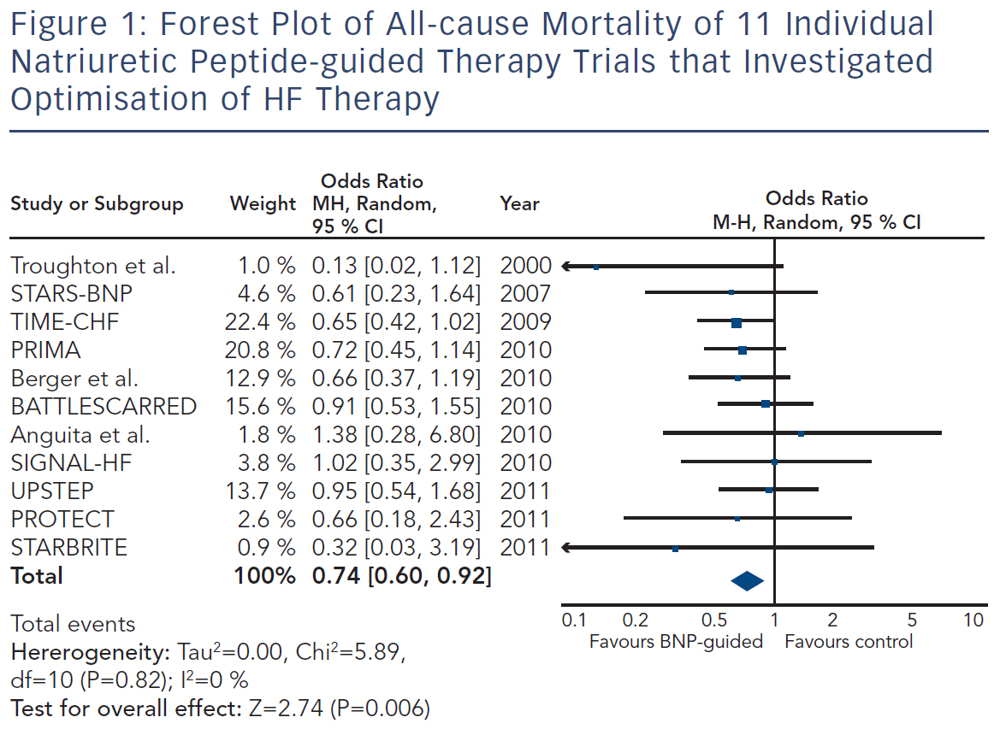 Figure 1: Forest Plot of All-cause Mortality of 11 Individual
Natriuretic Peptide-guided Therapy Trials that Investigated
Optimisation of HF Therapy
Odds Ratio
Study or Subgroup Weight MH, Random, Year
95 % CI
Odds Ratio
M-H, Random, 95 % CI
Troughton et al. 1.0 % 0.13 [0.02, 1.12] 2000
STARS-BNP 4.6 % 0.61 [0.23, 1.64] 2007
TIME-CHF 22.4 % 0.65 [0.42, 1.02] 2009
PRIMA 20.8 % 0.72 [0.45, 1.14] 2010
Berger et al. 12.9 % 0.66 [0.37, 1.19] 2010
BATTLESCARRED 15.6 % 0.91 [0.53, 1.55] 2010
Anguita et al. 1.8 % 1.38 [0.28, 6.80] 2010
SIGNAL-HF 3.8 % 1.02 [0.35, 2.99] 2010
UPSTEP 13.7 % 0.95 [0.54, 1.68] 2011
PROTECT 2.6 % 0.66 [0.18, 2.43] 2011
STARBRITE 0.9 % 0.32 [0.03, 3.19] 2011
Total 100% 0.74 [0.60, 0.92]
0.1 0.2 0.5 1 2 5 10
Favours BNP-guided Favours control
Total events
Hererogeneity: Tau²=0.00, Chi²=5.89,
df=10 (P=0.82); I²=0 %
Test for overall effect: Z=2.74 (P=0.006)